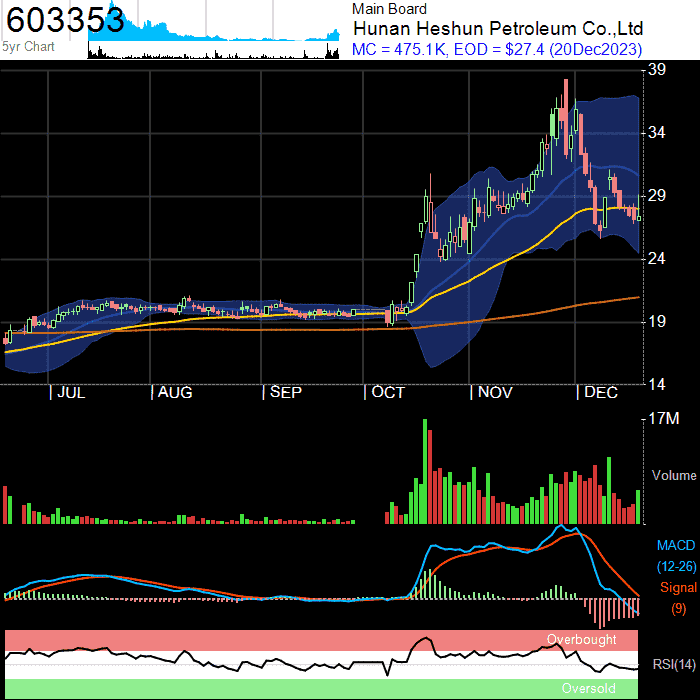 603353
5yr Chart
Main Board
Hunan Heshun Petroleum Co.,Ltd
MC = 475.1K, EOD = $27.4 (20Dec2023)
39
34
29
24
19
14
| JUL | AUG | SEP | OCT | NOV | DEC
17M
Volume
MACD
(12-26)
Signal
(9)
Overbought
RSI(14)
Oversold